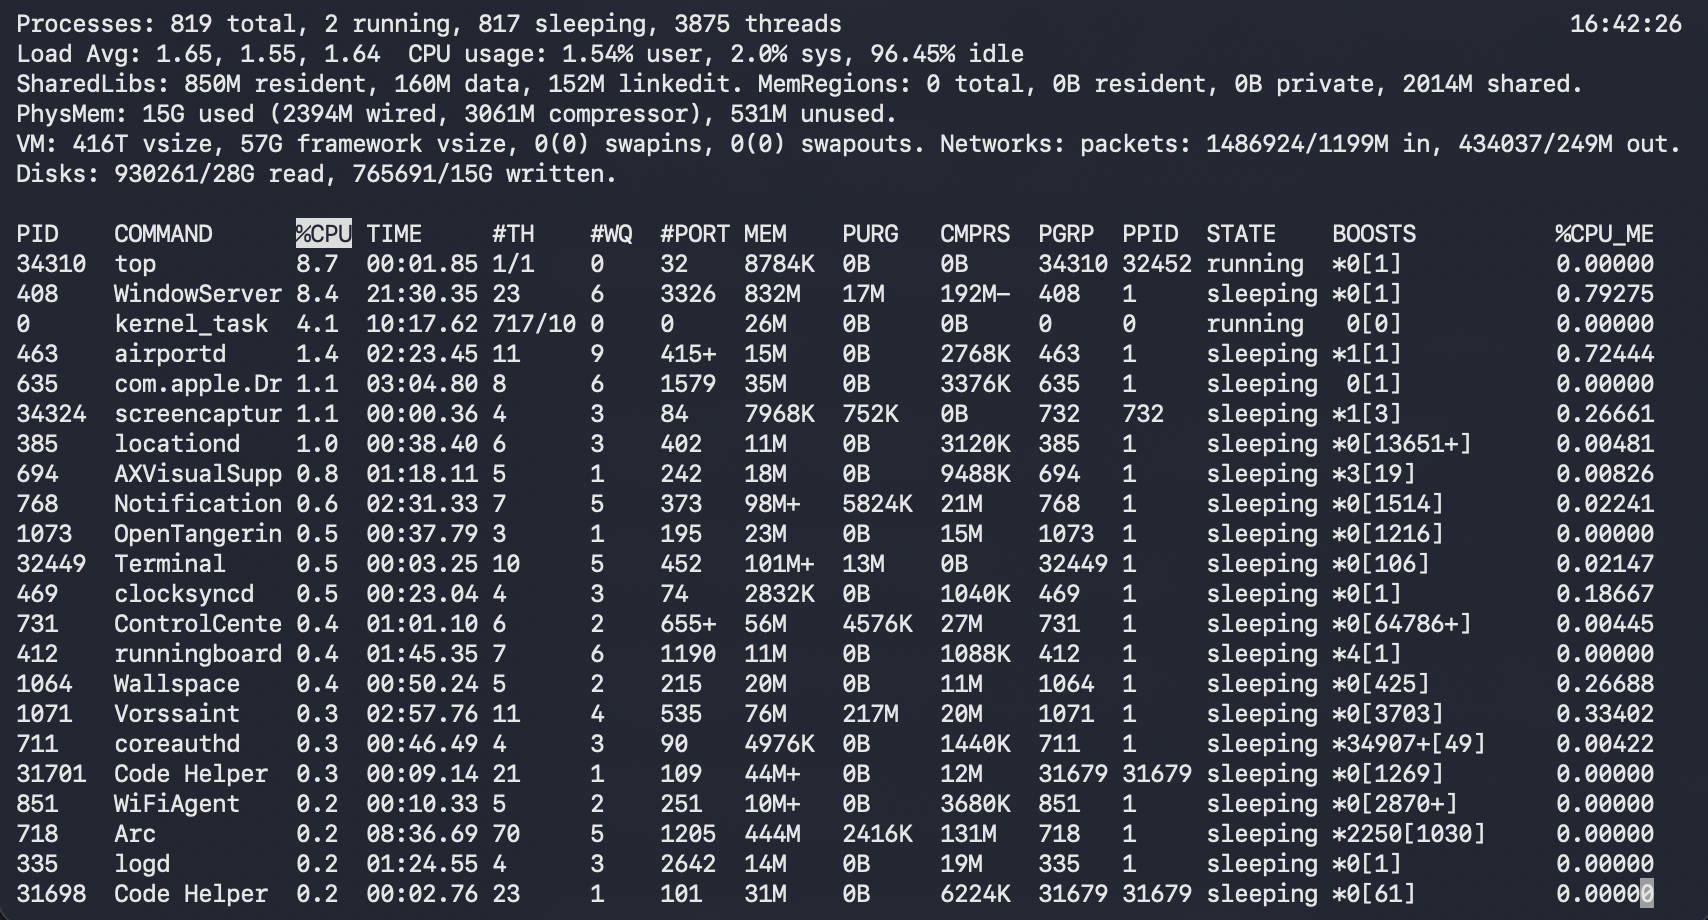 Processes: 819 total, 2 running, 817 sleeping, 3875 threads 16:42:26
Load Avg: 1.65, 1.55, 1.64  CPU usage: 1.54% user, 2.0% sys, 96.45% idle
SharedLibs: 850M resident, 160M data, 152M linkedit. MemRegions: 0 total, 0B resident, 0B private, 2014M shared.
PhysMem: 15G used (2394M wired, 3061M compressor), 531M unused.
VM: 416T vsize, 57G framework vsize, 0(0) swapins, 0(0) swapouts. Networks: packets: 1486924/1199M in, 434037/249M out.
Disks: 930261/28G read, 765691/15G written.
PID COMMAND %CPU TIME #TH #WQ #PORT MEM PURG CMPRS PGRP PPID STATE BOOSTS %CPU_ME
34310 top 8.7 00:01.85 1/1 0 32 8784K 0B 0B 34310 32452 running *0[1] 0.00000
408 WindowServer 8.4 21:30.35 23 6 3326 832M 17M 192M- 408 1 sleeping *0[1] 0.79275
0 kernel_task 4.1 10:17.62 717/10 0 0 26M 0B 0B 0 0 running 0[0] 0.00000
463 airportd 1.4 02:23.45 11 9 415+ 15M 0B 2768K 463 1 sleeping *1[1] 0.72444
635 com.apple.Dr 1.1 03:04.80 8 6 1579 35M 0B 3376K 635 1 sleeping 0[1] 0.00000
34324 screencaptur 1.1 00:00.36 4 3 84 7968K 752K 0B 732 732 sleeping *1[3] 0.26661
385 locationd 1.0 00:38.40 6 3 402 11M 0B 3120K 385 1 sleeping *0[13651+] 0.00481
694 AXVisualSupp 0.8 01:18.11 5 1 242 18M 0B 9488K 694 1 sleeping *3[19] 0.00826
768 Notification 0.6 02:31.33 7 5 373 98M+ 5824K 21M 768 1 sleeping *0[1514] 0.02241
1073 OpenTangerin 0.5 00:37.79 3 1 195 23M 0B 15M 1073 1 sleeping *0[1216] 0.00000
32449 Terminal 0.5 00:03.25 10 5 452 101M+ 13M 0B 32449 1 sleeping *0[106] 0.02147
469 clocksyncd 0.5 00:23.04 4 3 74 2832K 0B 1040K 469 1 sleeping *0[1] 0.18667
731 ControlCente 0.4 01:01.10 6 2 655+ 56M 4576K 27M 731 1 sleeping *0[64786+] 0.00445
412 runningboard 0.4 01:45.35 7 6 1190 11M 0B 1088K 412 1 sleeping *4[1] 0.00000
1064 Wallspace 0.4 00:50.24 5 2 215 20M 0B 11M 1064 1 sleeping *0[425] 0.26688
1071 Vorssaint 0.3 02:57.76 11 4 535 76M 217M 20M 1071 1 sleeping *0[3703] 0.33402
711 coreauthd 0.3 00:46.49 4 3 90 4976K 0B 1440K 711 1 sleeping *34907+[49] 0.00422
31701 Code Helper 0.3 00:09.14 21 1 109 44M+ 0B 12M 31679 31679 sleeping *0[1269] 0.00000
851 WiFiAgent 0.2 00:10.33 5 2 251 10M+ 0B 3680K 851 1 sleeping *0[2870+] 0.00000
718 Arc 0.2 08:36.69 70 5 1205 444M 2416K 131M 718 1 sleeping *2250[1030] 0.00000
335 logd 0.2 01:24.55 4 3 2642 14M 0B 19M 335 1 sleeping *0[1] 0.00000
31698 Code Helper 0.2 00:02.76 23 1 101 31M 0B 6224K 31679 31679 sleeping *0[61] 0.00000